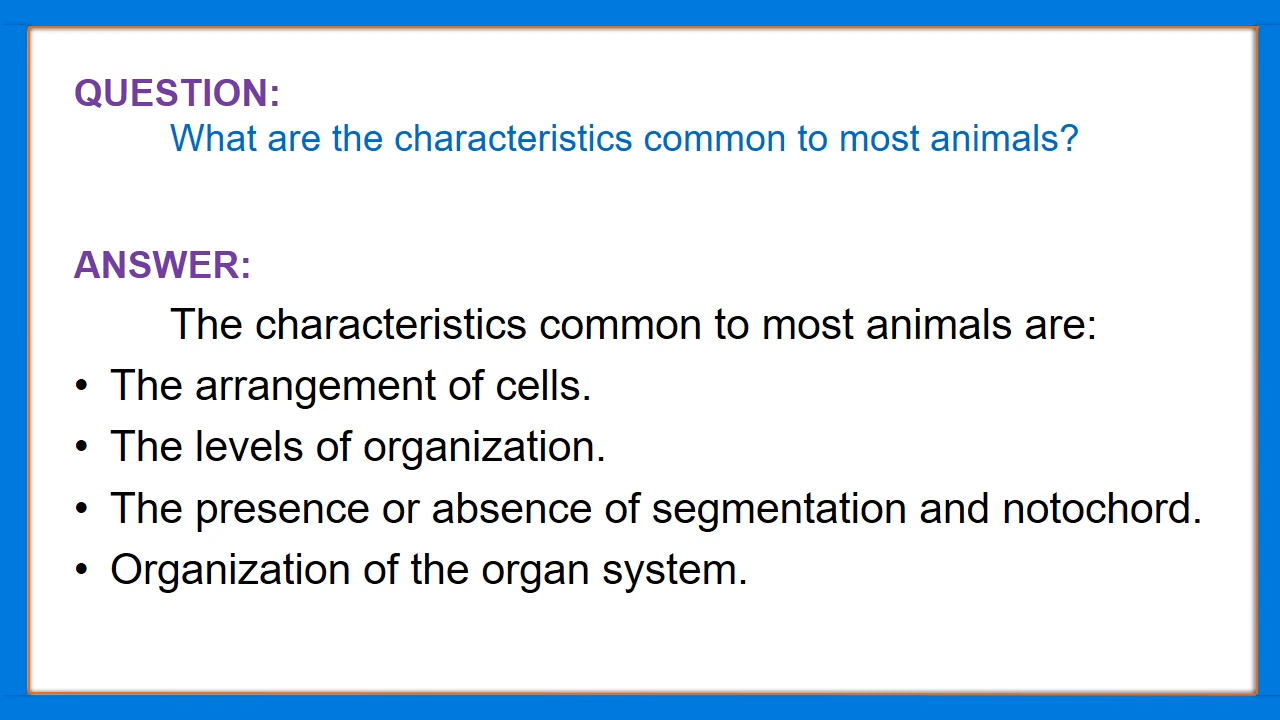 QUESTION:
What are the characteristics common to most animals?
ANSWER:
The characteristics common to most animals are:
• The arrangement of cells.
• The levels of organization.
• The presence or absence of segmentation and notochord.
• Organization of the organ system.